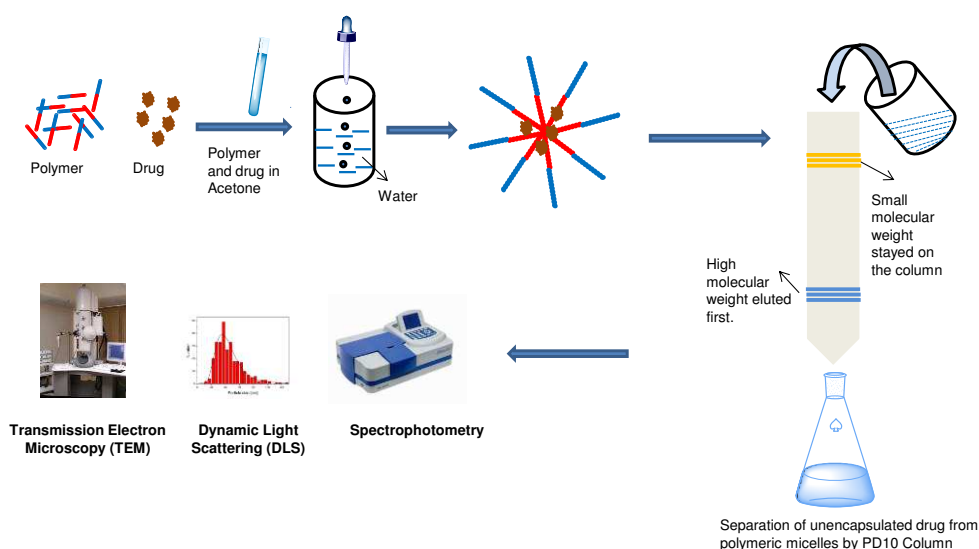 Polymer
Drug
Polymer
and drug in
Acetone
Water
Small
molecular
weight
stayed on
the column
High
molecular
weight eluted
first.
Transmission Electron
Microscopy (TEM)
Dynamic Light
Scattering (DLS)
Spectrophotometry
Separation of unencapsulated drug from
polymeric micelles by PD10 Column